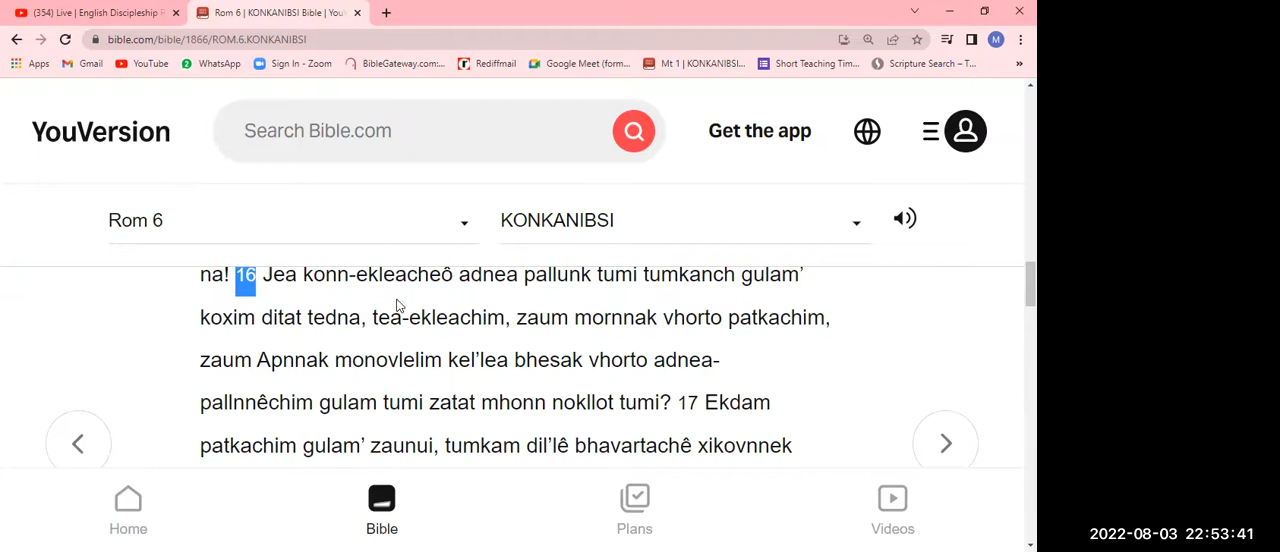 (354) Live | English Discipleship
Rom 6 | KONKANIBSI Bible | You
bible.com/bible/1866/ROM.6.KONKANIBSI
Apps Gmail YouTube 2 WhatsApp Sign In - Zoom BibleGateway.com:... Rediffmail Google Meet (form... Mt 1 | KONKANIBSI... Short Teaching Tim... Scripture Search – T... »
M
YouVersion Search Bible.com Get the app
Rom 6 KONKANIBSI
na! 16 Jea konn-ekleacheô adnea pallunk tumi tumkanch gulam’
koxim ditat tedna, tea-ekleachim, zaum mornnak vhorto patkachim,
zaum Apnnak monovlelim kel’lea bhesak vhorto adnea-
pallnnêchim gulam tumi zatat mhonn nokllot tumi? 17 Ekdam
patkachim gulam’ zaunui, tumkam dil’lê bhavartachê xikovnnek
Home Bible Plans Videos
2022-08-03 22:53:41